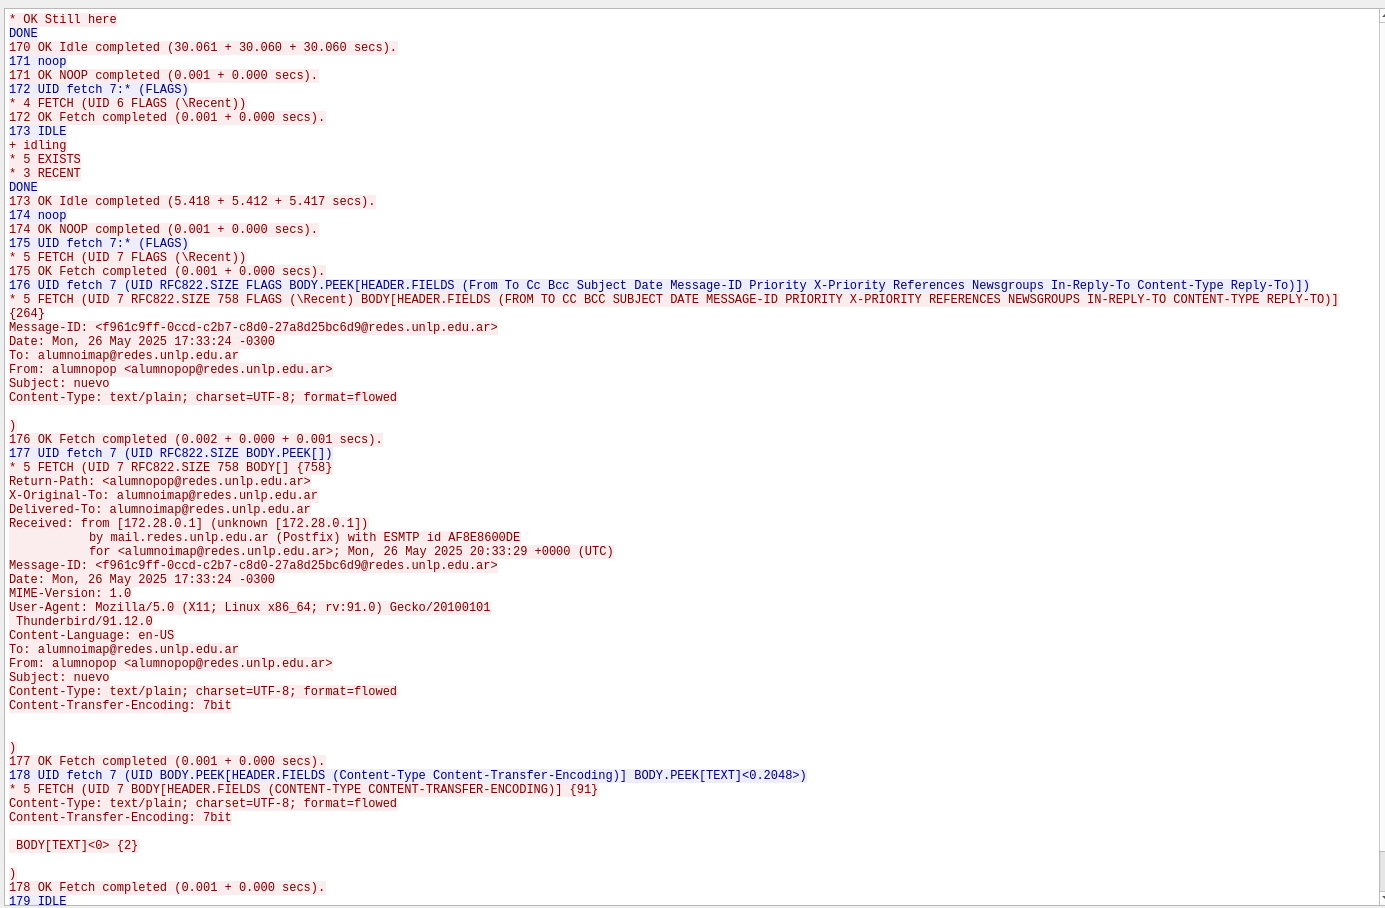 * OK Still here
DONE
170 OK Idle completed (30.061 + 30.060 + 30.060 secs).
171 noop
171 OK NOOP completed (0.001 + 0.000 secs).
172 UID fetch 7:* (FLAGS)
* 4 FETCH (UID 6 FLAGS (\Recent))
172 OK Fetch completed (0.001 + 0.000 secs).
173 IDLE
+ idling
* 5 EXISTS
* 3 RECENT
DONE
173 OK Idle completed (5.418 + 5.412 + 5.417 secs).
174 noop
174 OK NOOP completed (0.001 + 0.000 secs).
175 UID fetch 7:* (FLAGS)
* 5 FETCH (UID 7 FLAGS (\Recent))
175 OK Fetch completed (0.001 + 0.000 secs).
176 UID fetch 7 (UID RFC822.SIZE FLAGS BODY.PEEK[HEADER.FIELDS (From To Cc Bcc Subject Date Message-ID Priority X-Priority References Newsgroups In-Reply-To Content-Type Reply-To)])
* 5 FETCH (UID 7 RFC822.SIZE 758 FLAGS (\Recent) BODY[HEADER.FIELDS (FROM TO CC BCC SUBJECT DATE MESSAGE-ID PRIORITY X-PRIORITY REFERENCES NEWSGROUPS IN-REPLY-TO CONTENT-TYPE REPLY-TO)]
{264}
Message-ID: <f961c9ff-0ccd-c2b7-c8d0-27a8d25bc6d9@redes.unlp.edu.ar>
Date: Mon, 26 May 2025 17:33:24 -0300
To: alumnoimap@redes.unlp.edu.ar
From: alumnopop <alumnopop@redes.unlp.edu.ar>
Subject: nuevo
Content-Type: text/plain; charset=UTF-8; format=flowed

)
176 OK Fetch completed (0.002 + 0.000 + 0.001 secs).
177 UID fetch 7 (UID RFC822.SIZE BODY.PEEK[])
* 5 FETCH (UID 7 RFC822.SIZE 758 BODY[] {758}
Return-Path: <alumnopop@redes.unlp.edu.ar>
X-Original-To: alumnoimap@redes.unlp.edu.ar
Delivered-To: alumnoimap@redes.unlp.edu.ar
Received: from [172.28.0.1] (unknown [172.28.0.1])
by mail.redes.unlp.edu.ar (Postfix) with ESMTP id AF8E8600DE
for <alumnoimap@redes.unlp.edu.ar>; Mon, 26 May 2025 20:33:29 +0000 (UTC)
Message-ID: <f961c9ff-0ccd-c2b7-c8d0-27a8d25bc6d9@redes.unlp.edu.ar>
Date: Mon, 26 May 2025 17:33:24 -0300
MIME-Version: 1.0
User-Agent: Mozilla/5.0 (X11; Linux x86_64; rv:91.0) Gecko/20100101
Thunderbird/91.12.0
Content-Language: en-US
To: alumnoimap@redes.unlp.edu.ar
From: alumnopop <alumnopop@redes.unlp.edu.ar>
Subject: nuevo
Content-Type: text/plain; charset=UTF-8; format=flowed
Content-Transfer-Encoding: 7bit

)
177 OK Fetch completed (0.001 + 0.000 secs).
178 UID fetch 7 (UID BODY.PEEK[HEADER.FIELDS (Content-Type Content-Transfer-Encoding)] BODY.PEEK[TEXT]<0.2048>)
* 5 FETCH (UID 7 BODY[HEADER.FIELDS (CONTENT-TYPE CONTENT-TRANSFER-ENCODING)] {91}
Content-Type: text/plain; charset=UTF-8; format=flowed
Content-Transfer-Encoding: 7bit

BODY[TEXT]<0> {2}

)
178 OK Fetch completed (0.001 + 0.000 secs).
179 IDLE